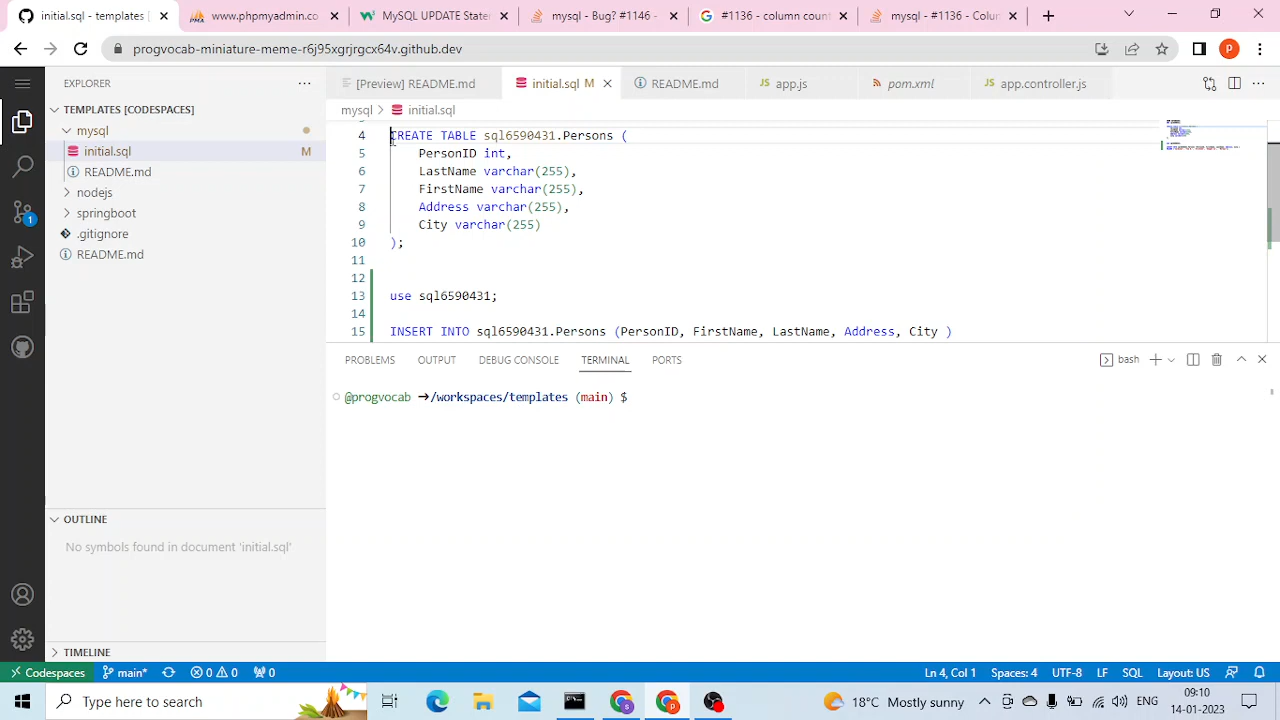 www.phpmyadmin.co
UPDATE State
mysql - Bug? #1146 -
#1136 - column count
mysql - #1136 - Colum
progvocab-miniature-meme-r6j95xgrjrgcx64v.github.dev
EXPLORER
[Preview] README.md
initial.sql M
README.md
JS app.js
pom.xml
JS app.controller.js
TEMPLATES [CODESPACES]
mysql > initial.sql
mysql
initial.sql M
README.md
nodejs
springboot
.gitignore
README.md
4 CREATE TABLE sql6590431.Persons (
5 PersonID int,
6 LastName varchar(255),
7 FirstName varchar(255),
8 Address varchar(255),
9 City varchar(255)
10 );
11
12
13 use sql6590431;
14
15 INSERT INTO sql6590431.Persons (PersonID, FirstName, LastName, Address, City )
PROBLEMS OUTPUT DEBUG CONSOLE TERMINAL PORTS
bash
@progvocab ➜/workspaces/templates (main) $
OUTLINE
No symbols found in document 'initial.sql'
TIMELINE
Codespaces main* 0 0 0
Ln 4, Col 1 Spaces: 4 UTF-8 LF SQL Layout: US
Type here to search
18°C Mostly sunny
ENG
09:10
14-01-2023